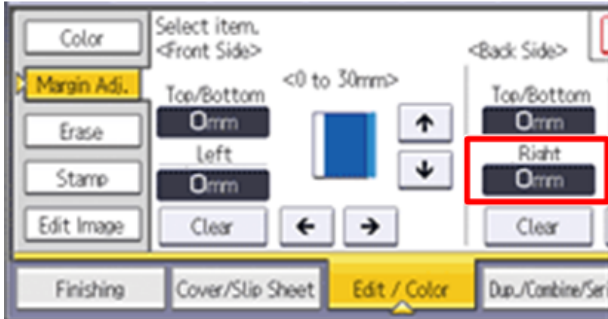 Color
Margin Adj.
Erase
Stamp
Edit Image
Select item.
<Front Side>
Top/Bottom
0mm
Left
0mm
Clear
<0 to 30mm>
<Back Side>
Top/Bottom
0mm
Right
0mm
Clear
Finishing
Cover/Slip Sheet
Edit / Color
Dup./Combine/Seri